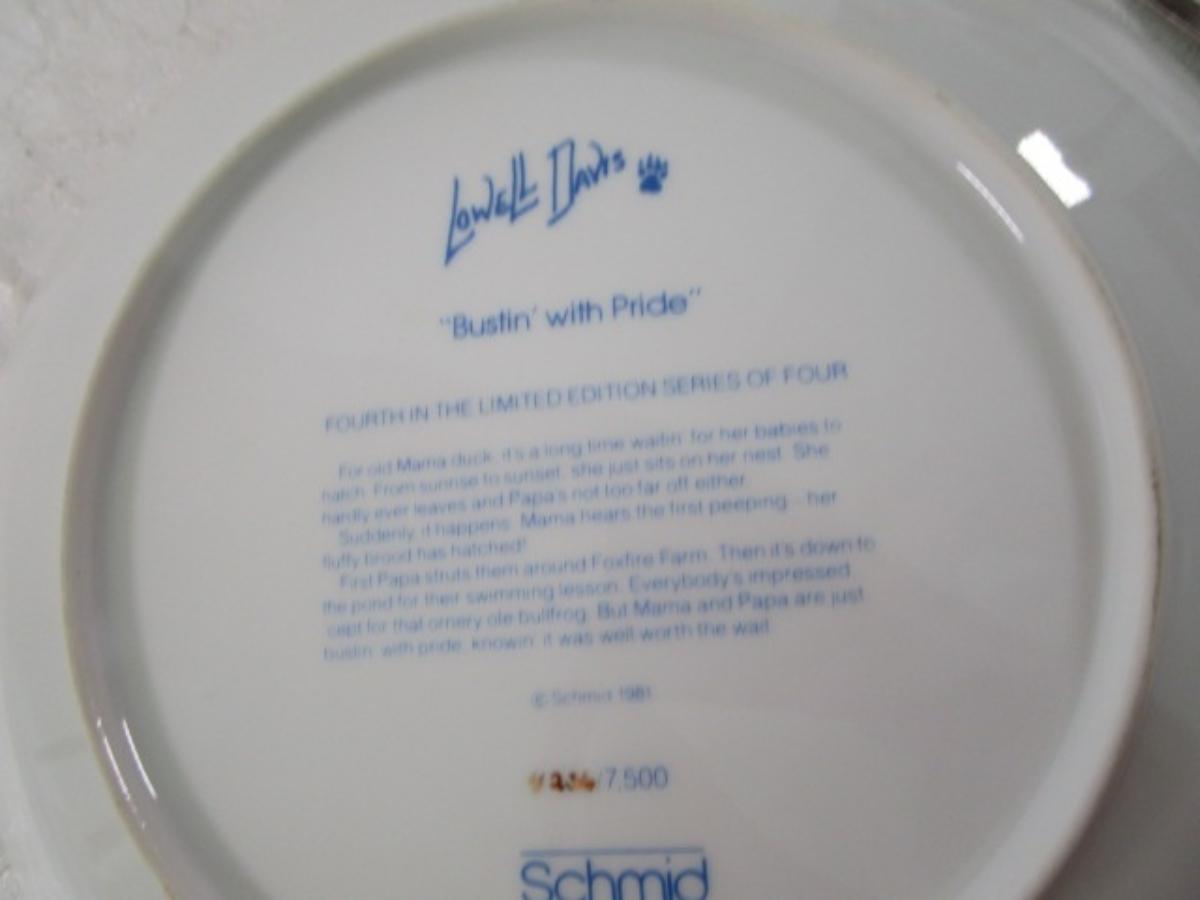 Lowell Davis
"Bustin' with Pride"
FOURTH IN THE LIMITED EDITION SERIES OF FOUR
For old Mama duck, it's a long time waitin' for her babies to
hatch. From sunrise to sunset, she just sits on her nest. She
hardly ever leaves and Papa's not too far off either.
Suddenly, it happens. Mama hears the first peeping... her
fluffy brood has hatched!
First Papa struts them around Foxfire Farm. Then it's down to
the pond for their swimming lesson. Everybody's impressed
'cept for that ornery ole bullfrog. But Mama and Papa are just
bustin' with pride, knowin' it was well worth the wait.
© Schmid 1981
/7,500
Schmid